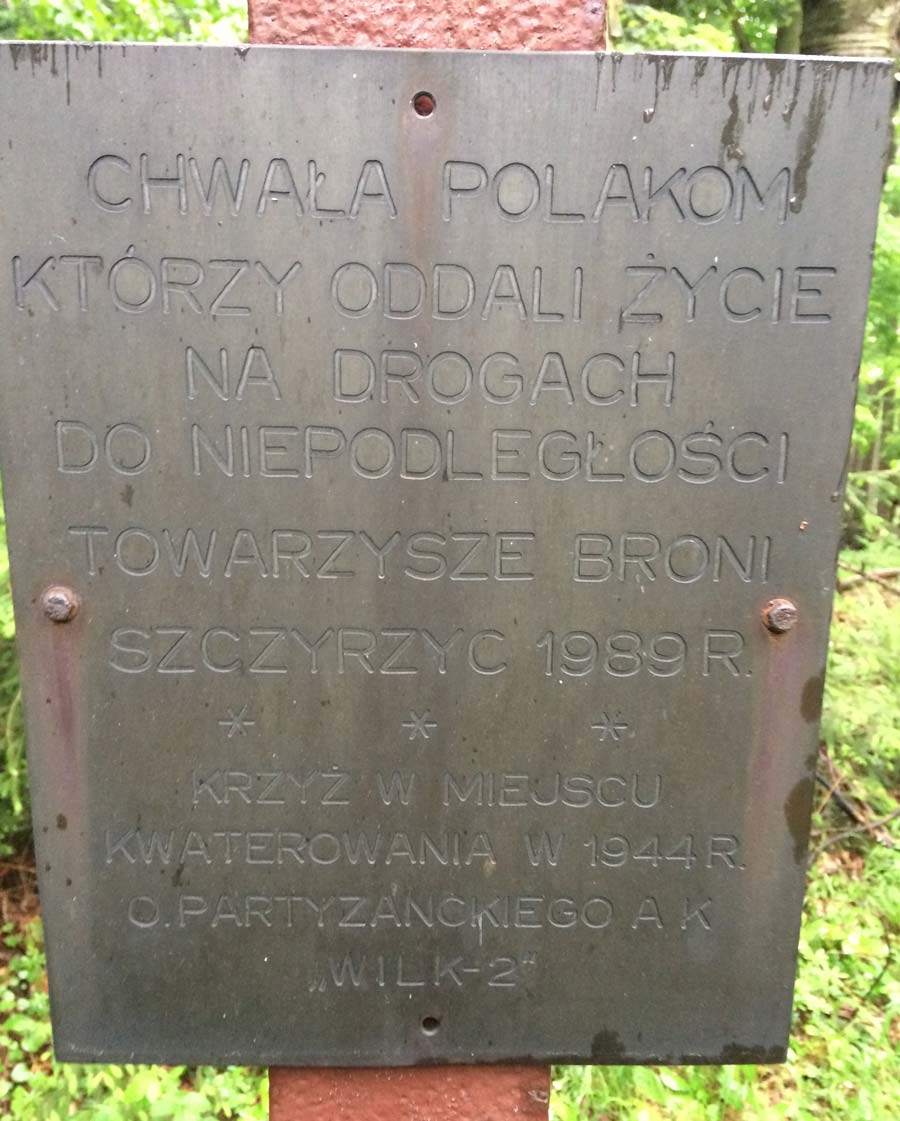 CHWAŁA POLAKOM
KTÓRZY ODDALI ŻYCIE
NA DROGACH
DO NIEPODLEGŁOŚCI
TOWARZYSZE BRONI
SZCZYRZYC 1989 R.
* * *
KRZYŻ W MIEJSCU
KWATEROWANIA W 1944 R.
O. PARTYZANCKIEGO A K
„WILK-2"